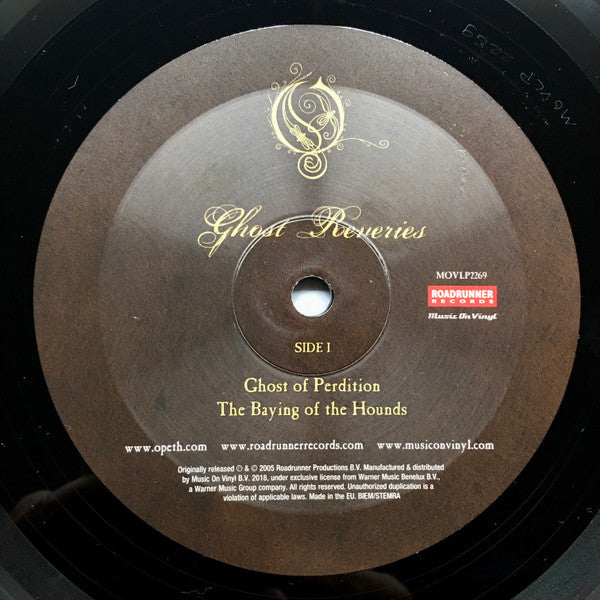 Ghost Reveries
MOVLP2269
ROADRUNNER
RECORDS
Music On Vinyl
SIDE I
Ghost of Perdition
The Baying of the Hounds
www.opeth.com www.roadrunnerrecords.com www.musiconvinyl.com
Originally released ℗ & © 2005 Roadrunner Productions B.V. Manufactured & distributed
by Music On Vinyl B.V. 2018, under exclusive license from Warner Music Benelux B.V.,
a Warner Music Group company. All rights reserved. Unauthorized duplication is a
violation of applicable laws. Made in the EU. BIEM/STEMRA